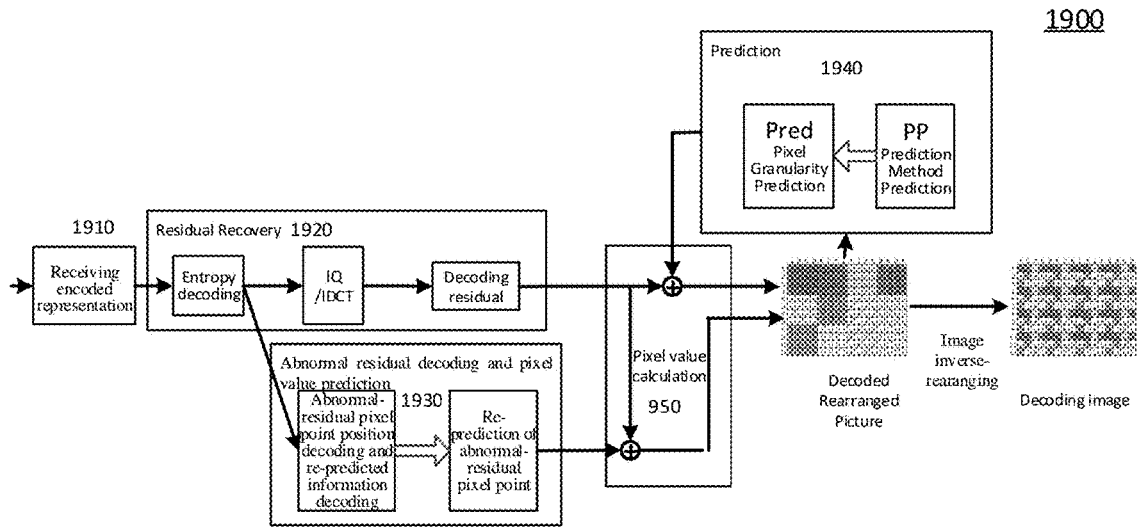 1900
Prediction
1940
Pred
Pixel
Granularity
Prediction
PP
Prediction
Method
Prediction
1910
Receiving
encoded
representation
Residual Recovery
1920
Entropy
decoding
IQ
/IDCT
Decoding
residual
Abnormal residual decoding and pixel
value prediction
1930
Abnormal-
residual pixel
point position
decoding and
re-predicted
information
decoding
Re-
prediction of
abnormal-
residual
pixel point
Pixel value
calculation
950
Decoded
Rearranged
Picture
Image
inverse-
rearanging
Decoding image